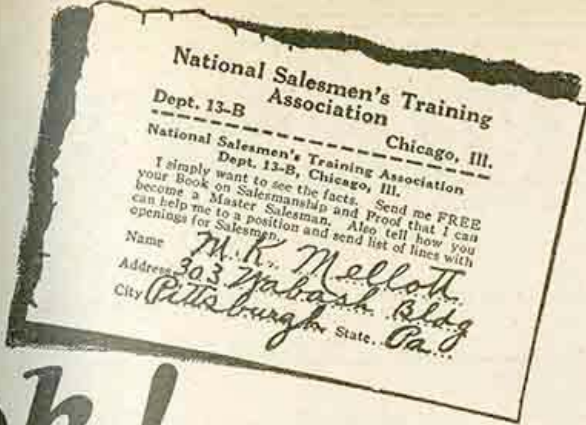 National Salesmen's Training
Association
Dept. 13-B Chicago, Ill.
National Salesmen's Training Association
Dept. 13-B, Chicago, Ill.
I simply want to see the facts. Send me FREE
your Book on Salesmanship and Proof that I can
become a Master Salesman. Also tell how you
can help me to a position and send list of lines with
openings for Salesmen.
Name M. K. Mellott
Address 303 Wabash Bldg
City Pittsburgh State Pa